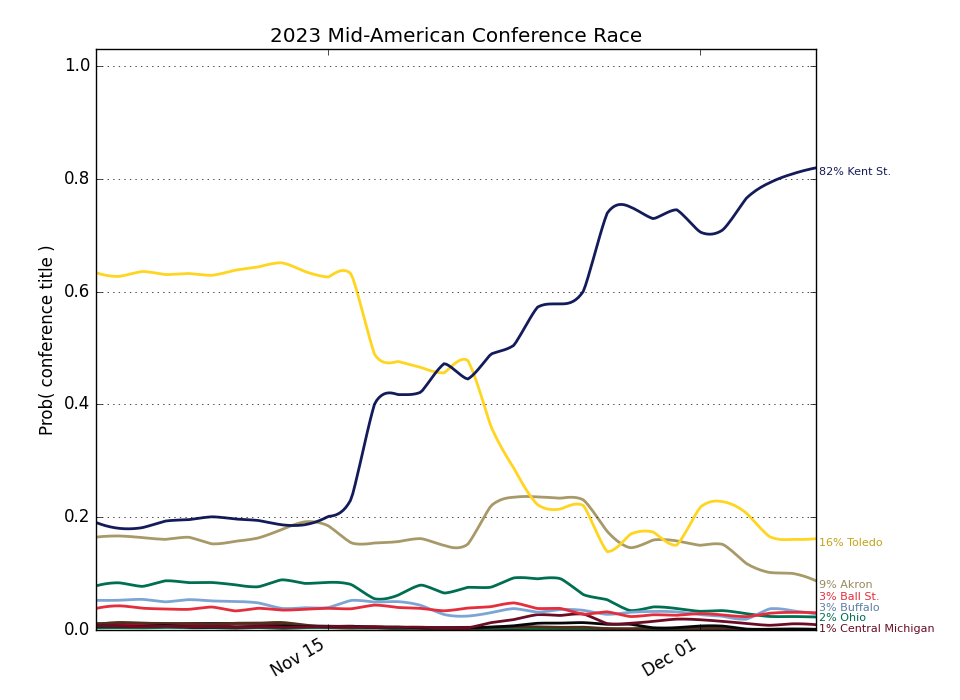 2023 Mid-American Conference Race
1.0
0.8
0.6
0.4
0.2
0.0
Prob( conference title )
Nov 15
Dec 01
82% Kent St.
16% Toledo
9% Akron
3% Ball St.
3% Buffalo
2% Ohio
1% Central Michigan